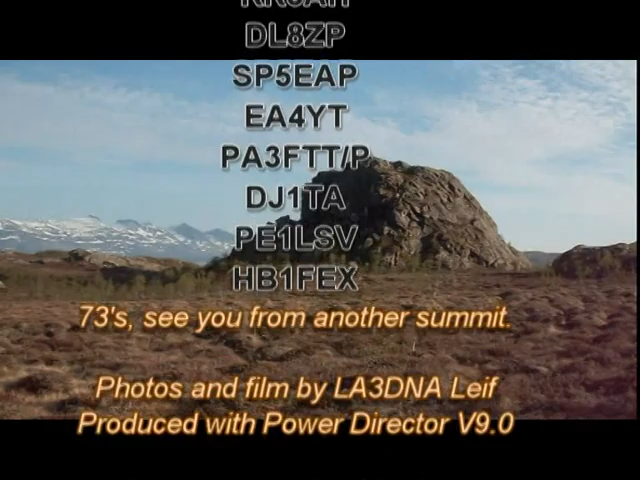 DL8ZP
SP5EAP
EA4YT
PA3FTT/P
DJ1TA
PE1LSV
HB1FEX
73's, see you from another summit.
Photos and film by LA3DNA Leif
Produced with Power Director V9.0